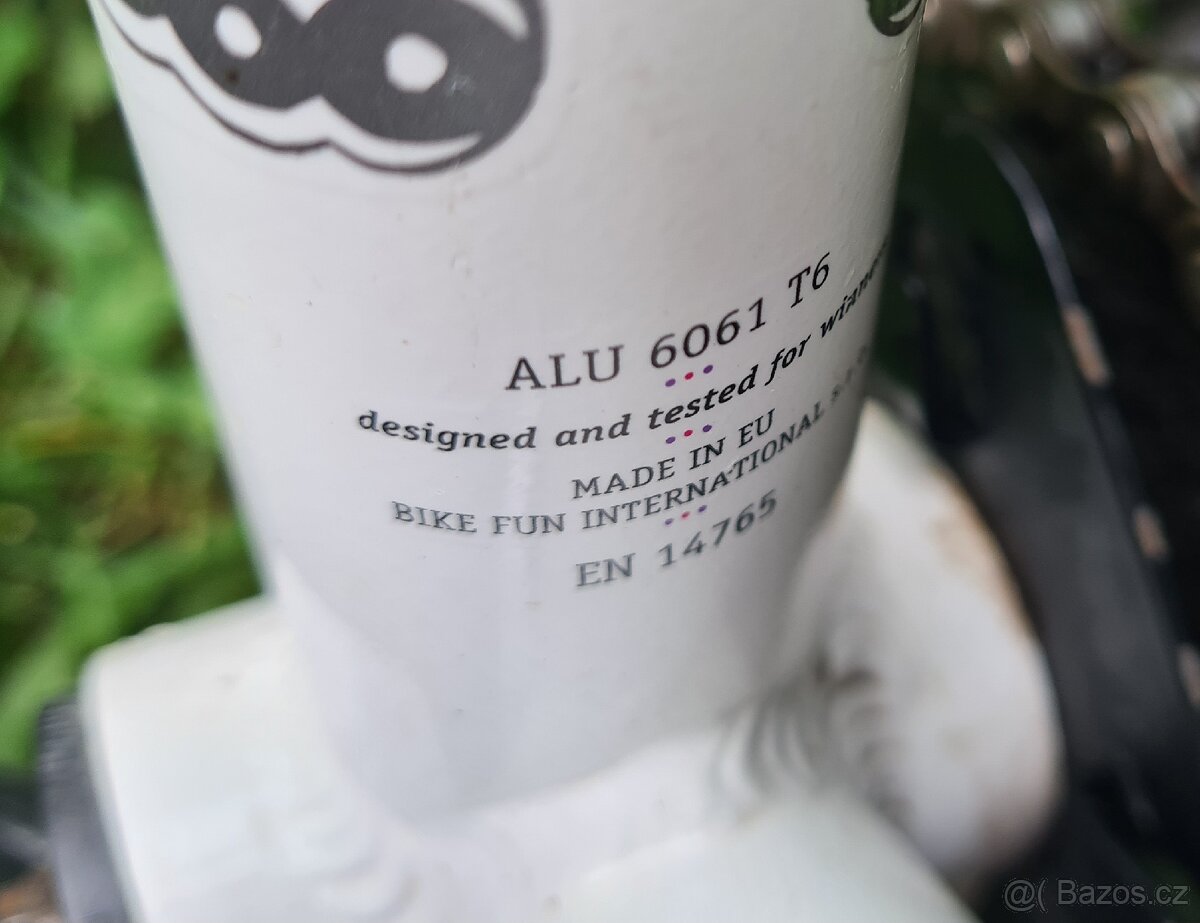 ALU 6061 T6
designed and tested for
MADE IN EU
BIKE FUN INTERNATIONAL
EN 14765
@( Bazos.cz